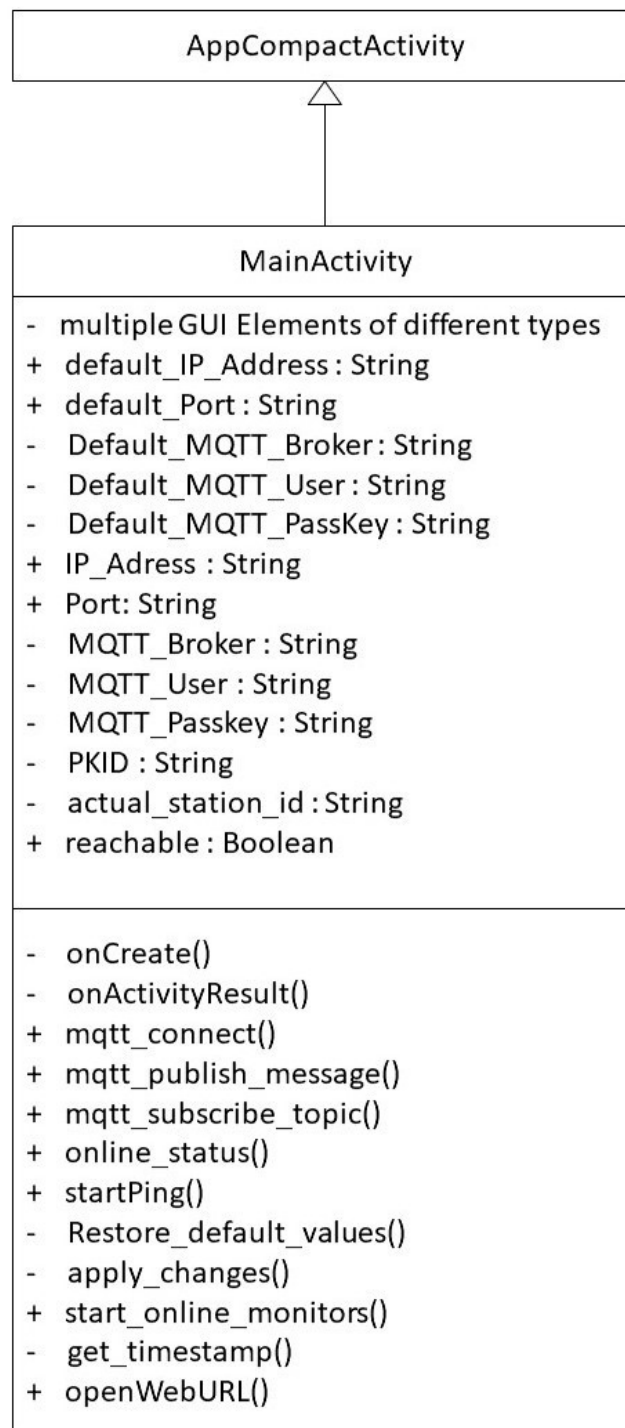 AppCompactActivity
MainActivity
- multiple GUI Elements of different types
+ default_IP_Address : String
+ default_Port : String
- Default_MQTT_Broker : String
- Default_MQTT_User : String
- Default_MQTT_PassKey : String
+ IP_Adress : String
+ Port: String
- MQTT_Broker : String
- MQTT_User : String
- MQTT_Passkey : String
- PKID : String
- actual_station_id : String
+ reachable : Boolean
- onCreate()
- onActivityResult()
+ mqtt_connect()
+ mqtt_publish_message()
+ mqtt_subscribe_topic()
+ online_status()
+ startPing()
- Restore_default_values()
- apply_changes()
+ start_online_monitors()
- get_timestamp()
+ openWebURL()